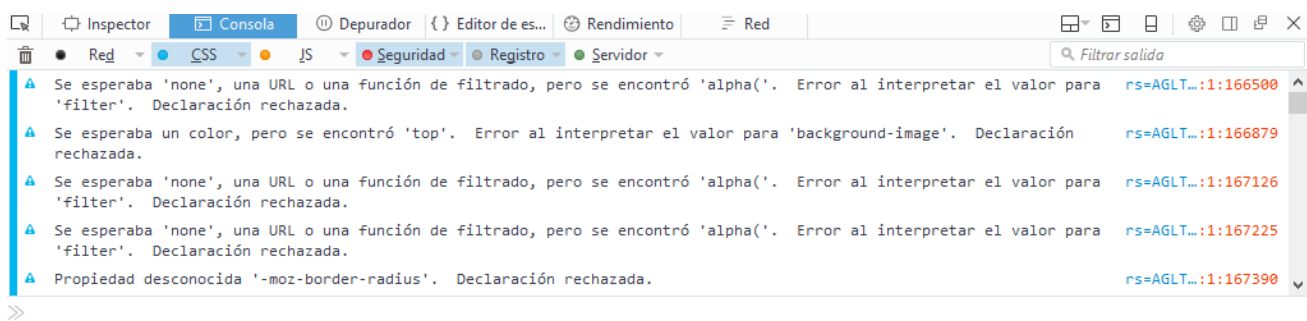 Inspector Consola Depurador { } Editor de es... Rendimiento Red
Red CSS JS Seguridad Registro Servidor Filtrar salida
Se esperaba 'none', una URL o una función de filtrado, pero se encontró 'alpha('. Error al interpretar el valor para rs=AGLT…:1:166500
'filter'. Declaración rechazada.
Se esperaba un color, pero se encontró 'top'. Error al interpretar el valor para 'background-image'. Declaración rs=AGLT…:1:166879
rechazada.
Se esperaba 'none', una URL o una función de filtrado, pero se encontró 'alpha('. Error al interpretar el valor para rs=AGLT…:1:167126
'filter'. Declaración rechazada.
Se esperaba 'none', una URL o una función de filtrado, pero se encontró 'alpha('. Error al interpretar el valor para rs=AGLT…:1:167225
'filter'. Declaración rechazada.
Propiedad desconocida '-moz-border-radius'. Declaración rechazada. rs=AGLT…:1:167390